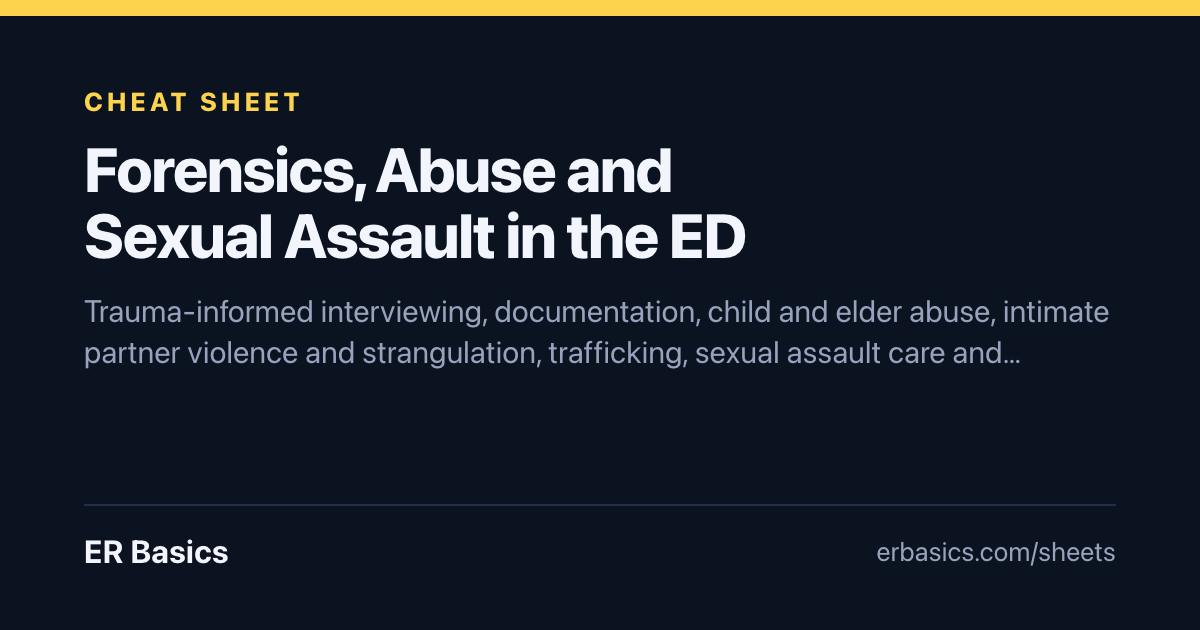 CHEAT SHEET
Forensics, Abuse and
Sexual Assault in the ED
Trauma-informed interviewing, documentation, child and elder abuse, intimate
partner violence and strangulation, trafficking, sexual assault care and…
ER Basics
erbasics.com/sheets